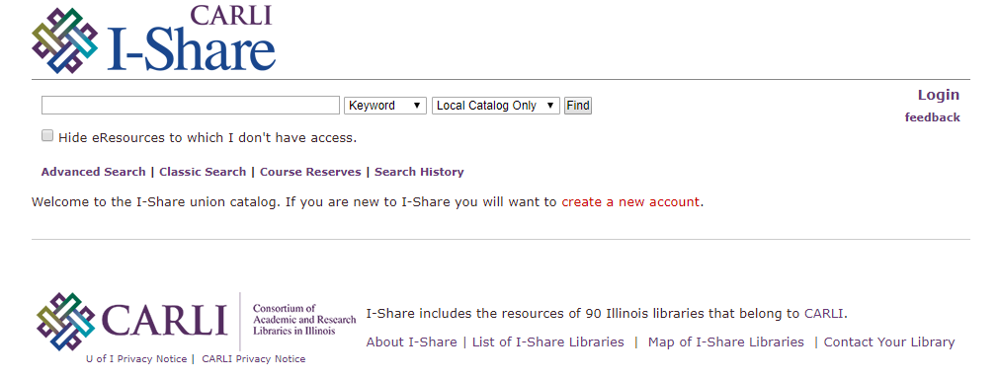 CARLI
I-Share
Keyword
Local Catalog Only
Find
Login
feedback
Hide eResources to which I don't have access.
Advanced Search | Classic Search | Course Reserves | Search History
Welcome to the I-Share union catalog. If you are new to I-Share you will want to create a new account.
CARLI
Consortium of
Academic and Research
Libraries in Illinois
I-Share includes the resources of 90 Illinois libraries that belong to CARLI.
About I-Share | List of I-Share Libraries | Map of I-Share Libraries | Contact Your Library
U of I Privacy Notice | CARLI Privacy Notice